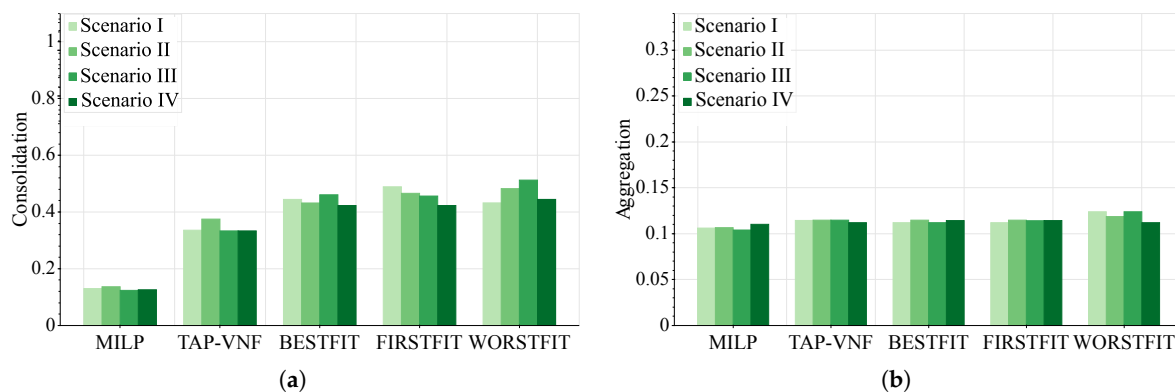 Consolidation
1
0.8
0.6
0.4
0.2
0
Scenario I
Scenario II
Scenario III
Scenario IV
MILP TAP-VNF BESTFIT FIRSTFIT WORSTFIT
(a)
Aggregation
0.3
0.25
0.2
0.15
0.1
0.05
0
Scenario I
Scenario II
Scenario III
Scenario IV
MILP TAP-VNF BESTFIT FIRSTFIT WORSTFIT
(b)